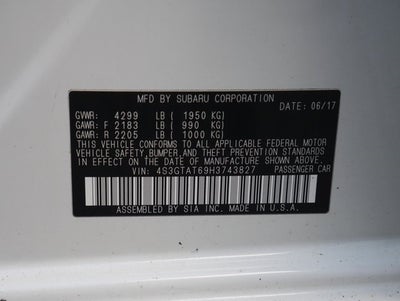 MFD BY SUBARU CORPORATION
GVWR: 4299 LB ( 1950 KG) DATE: 06/17
GAWR: F 2183 LB ( 990 KG)
GAWR: R 2205 LB ( 1000 KG)
THIS VEHICLE CONFORMS TO ALL APPLICABLE FEDERAL MOTOR
VEHICLE SAFETY, BUMPER, AND THEFT PREVENTION STANDARDS
IN EFFECT ON THE DATE OF MANUFACTURE SHOWN ABOVE.
VIN: 4S3GTAT69H3743827 PASSENGER CAR
ASSEMBLED BY SIA INC. MADE IN U.S.A.